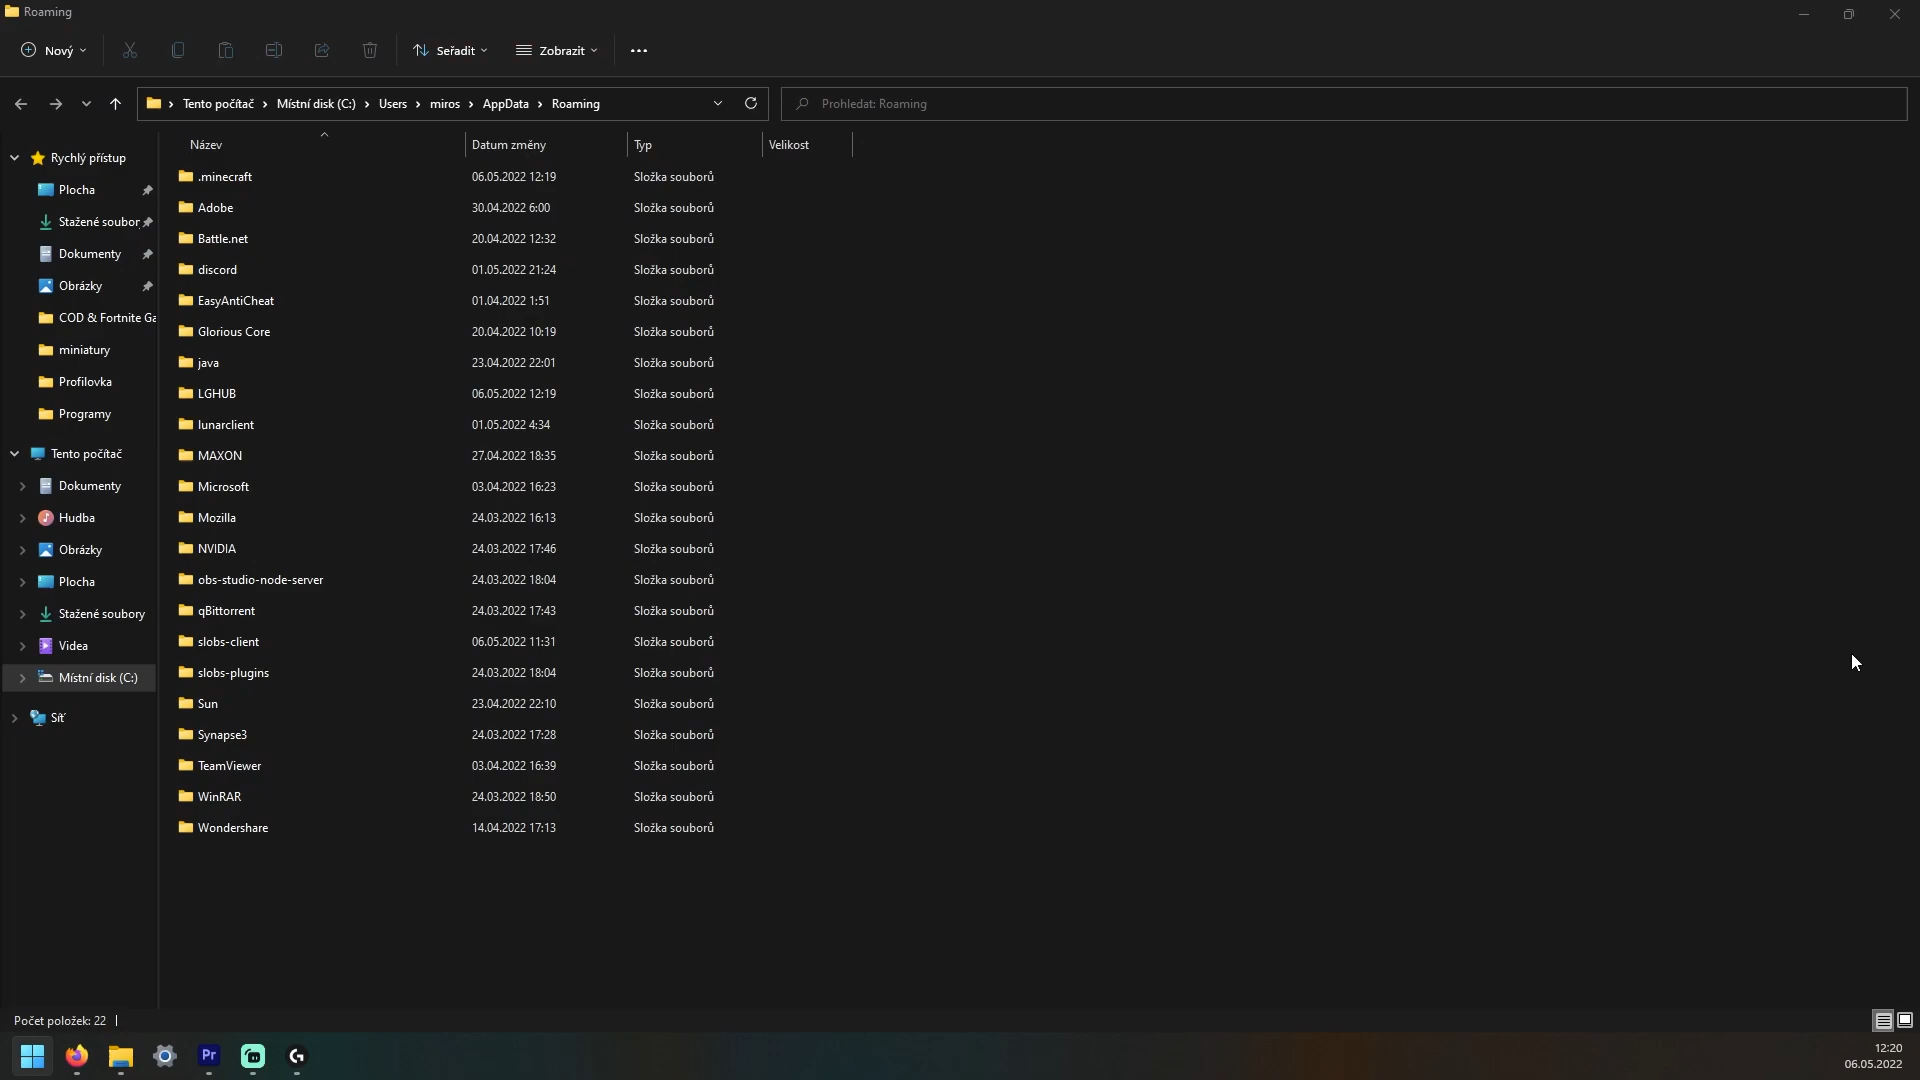 Roaming
Nový
Seřadit
Zobrazit
Tento počítač › Místní disk (C:) › Users › miros › AppData › Roaming
Prohledat: Roaming
Název Datum změny Typ Velikost
Rychlý přístup
Plocha
Stažené soubor
Dokumenty
Obrázky
COD & Fortnite Ga
miniatury
Profilovka
Programy
Tento počítač
Dokumenty
Hudba
Obrázky
Plocha
Stažené soubory
Videa
Místní disk (C:)
Síť
.minecraft 06.05.2022 12:19 Složka souborů
Adobe 30.04.2022 6:00 Složka souborů
Battle.net 20.04.2022 12:32 Složka souborů
discord 01.05.2022 21:24 Složka souborů
EasyAntiCheat 01.04.2022 1:51 Složka souborů
Glorious Core 20.04.2022 10:19 Složka souborů
java 23.04.2022 22:01 Složka souborů
LGHUB 06.05.2022 12:19 Složka souborů
lunarclient 01.05.2022 4:34 Složka souborů
MAXON 27.04.2022 18:35 Složka souborů
Microsoft 03.04.2022 16:23 Složka souborů
Mozilla 24.03.2022 16:13 Složka souborů
NVIDIA 24.03.2022 17:46 Složka souborů
obs-studio-node-server 24.03.2022 18:04 Složka souborů
qBittorrent 24.03.2022 17:43 Složka souborů
slobs-client 06.05.2022 11:31 Složka souborů
slobs-plugins 24.03.2022 18:04 Složka souborů
Sun 23.04.2022 22:10 Složka souborů
Synapse3 24.03.2022 17:28 Složka souborů
TeamViewer 03.04.2022 16:39 Složka souborů
WinRAR 24.03.2022 18:50 Složka souborů
Wondershare 14.04.2022 17:13 Složka souborů
Počet položek: 22
Pr
12:20
06.05.2022